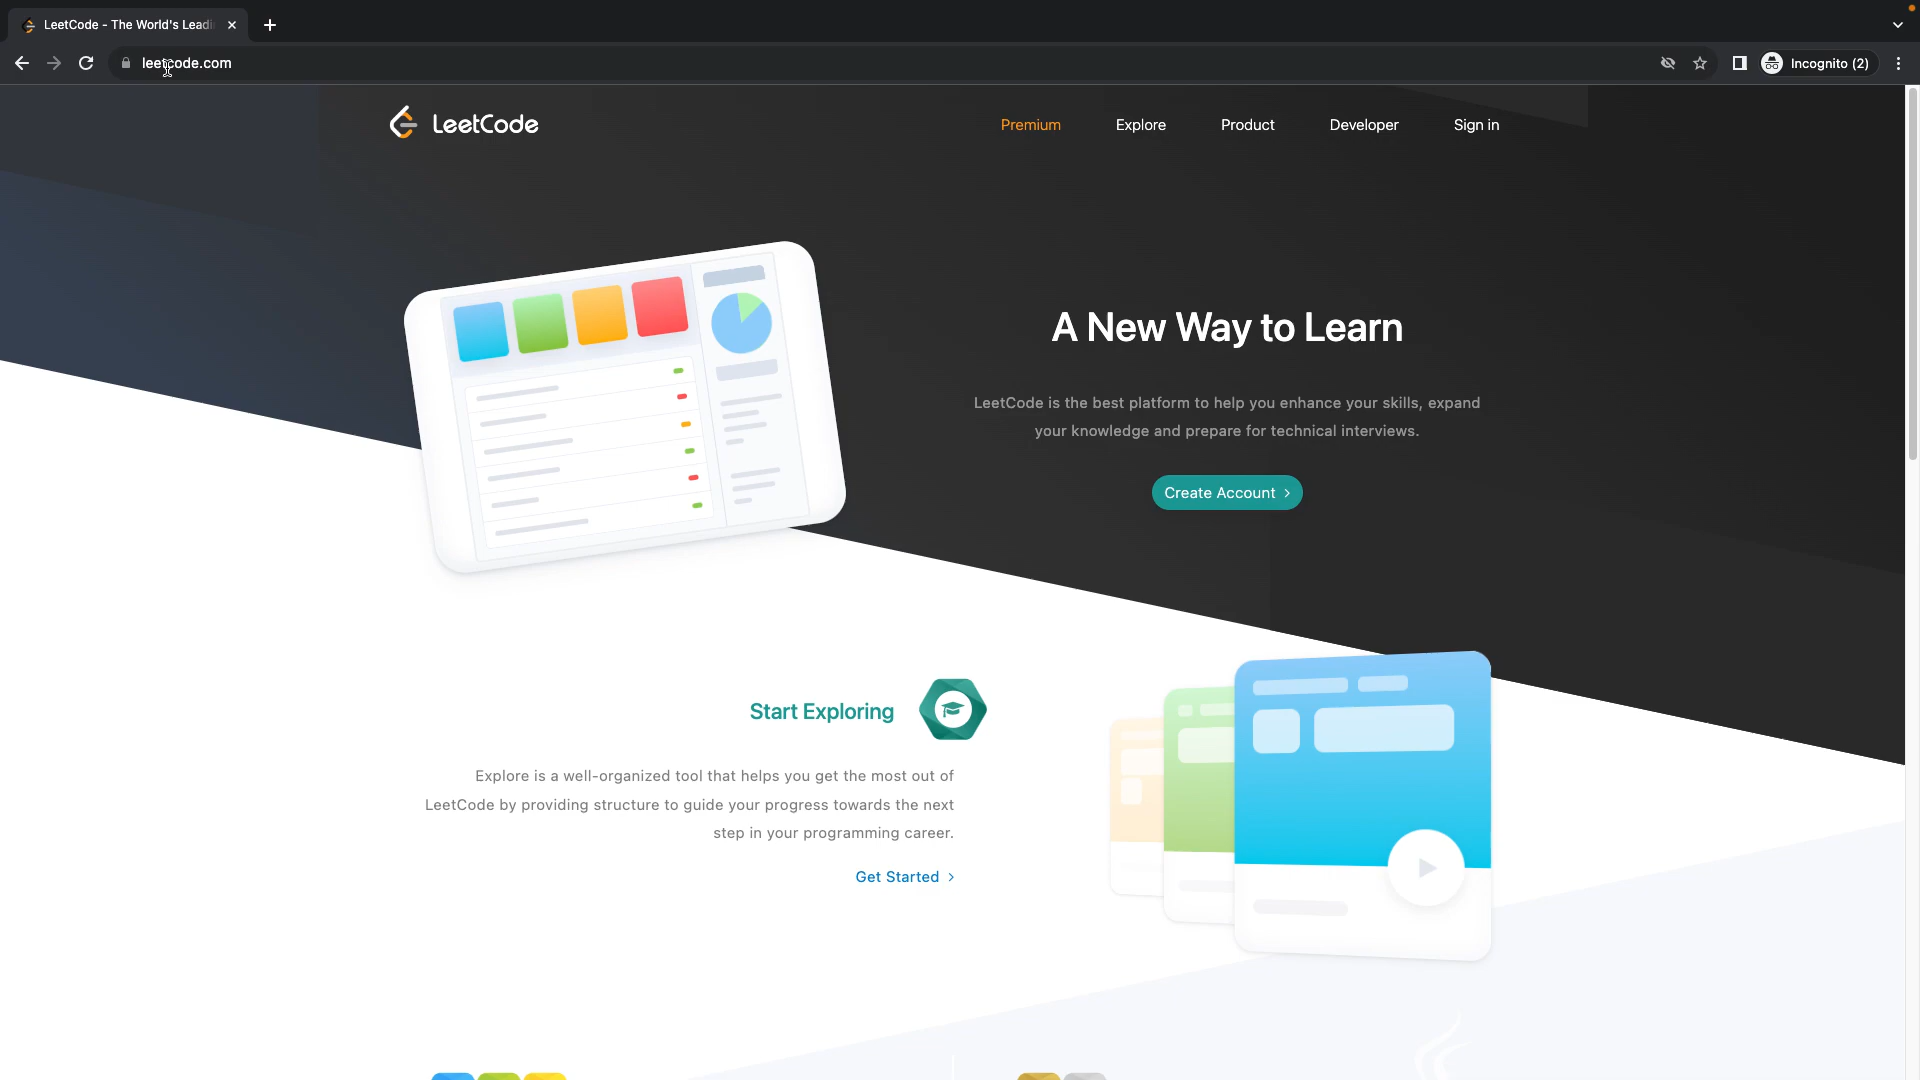 LeetCode - The World's Leadi
leetcode.com
Incognito (2)
LeetCode
Premium
Explore
Product
Developer
Sign in
A New Way to Learn
LeetCode is the best platform to help you enhance your skills, expand
your knowledge and prepare for technical interviews.
Create Account
Start Exploring
Explore is a well-organized tool that helps you get the most out of
LeetCode by providing structure to guide your progress towards the next
step in your programming career.
Get Started